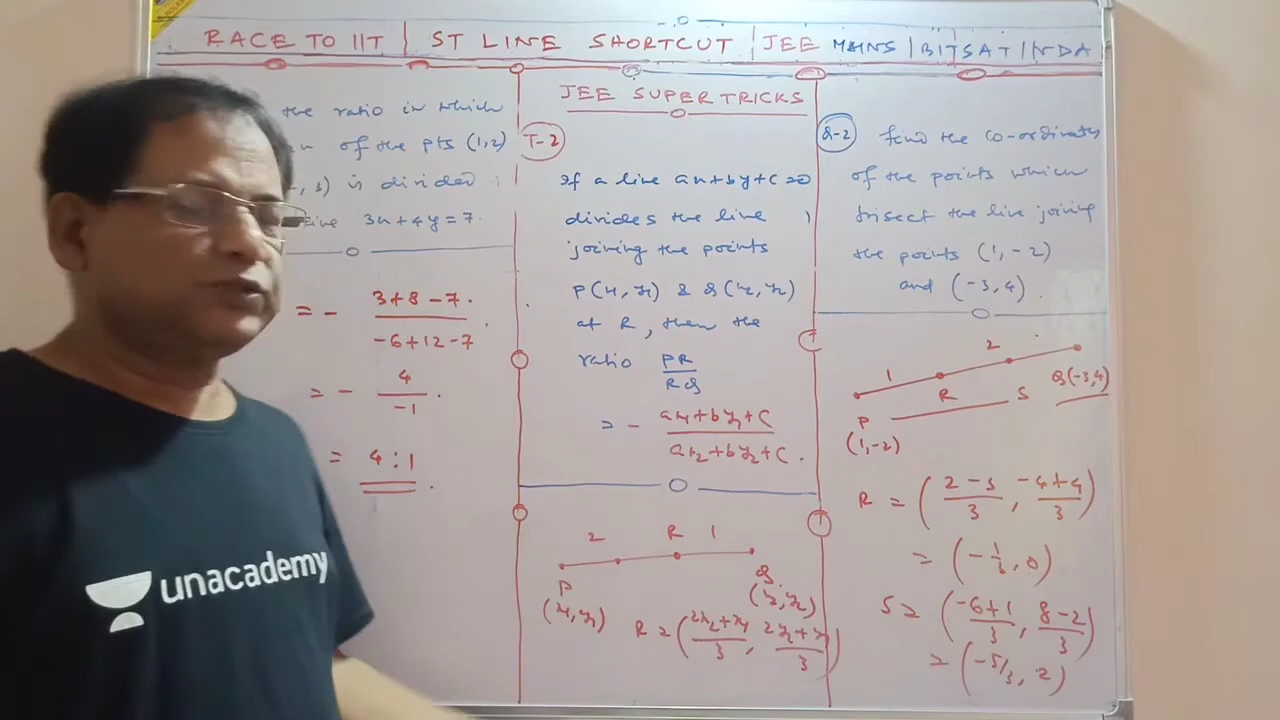 RACE TO IIT | ST LINE SHORTCUT | JEE MAINS | BITSAT | NDA
the ratio in which
of the pts (1,2)
, 3) is divided
line 3x+4y=7.
= - 3+8-7 / -6+12-7
= - 4 / -1
= 4:1
JEE SUPER TRICKS
T-2
If a line ax+by+c=0
divides the line
joining the points
P(x₁,y₁) & Q(x₂,y₂)
at R, then the
ratio PR / RQ
= - ax₁+by₁+c / ax₂+by₂+c.
2 R 1
P Q
(x₁,y₁) (x₂,y₂)
R = (2x₂+x₁ / 3, 2y₂+y₁ / 3)
Q-2 find the co-ordinates
of the points which
trisect the line joining
the points (1,-2)
and (-3,4).
1 2
P R S Q(-3,4)
(1,-2)
R = (2-3 / 3, -4+4 / 3)
= (-1/3, 0)
S = (-6+1 / 3, 8-2 / 3)
= (-5/3, 2)
unacademy